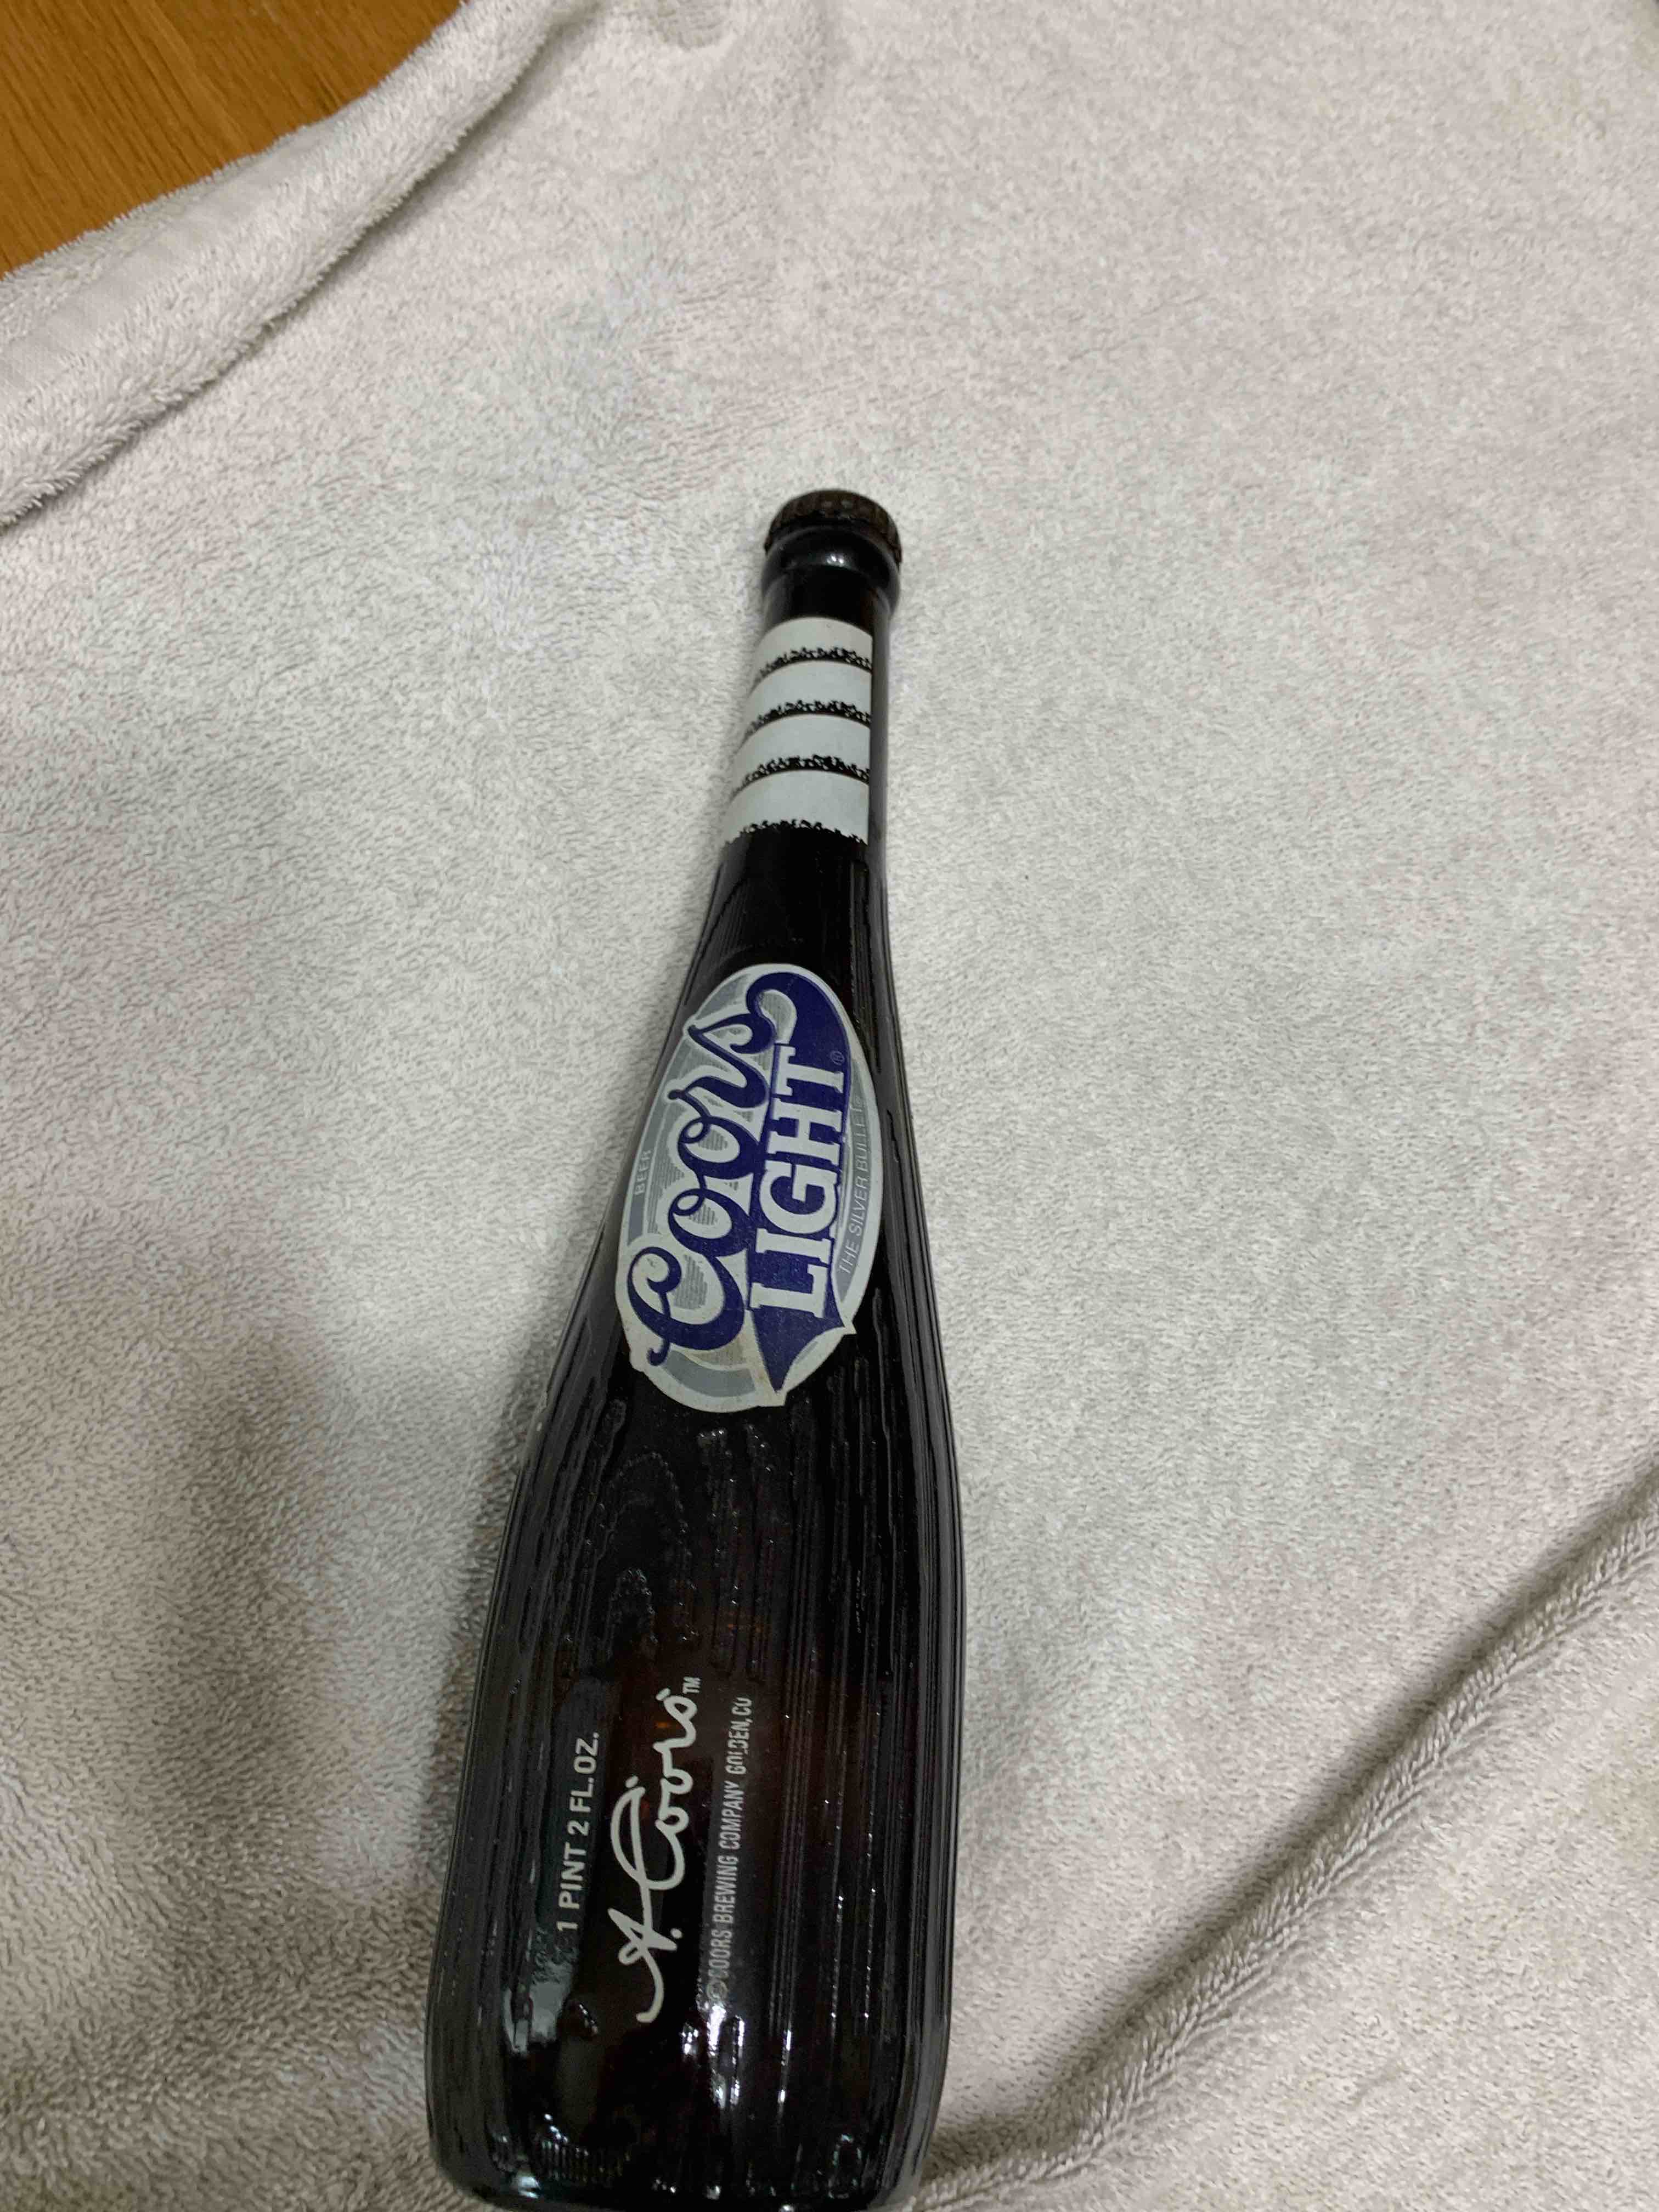 BEER
Coors
LIGHT®
THE SILVER BULLET
1 PINT 2 FL.OZ.
A. Coors™
©COORS BREWING COMPANY GOLDEN,CO